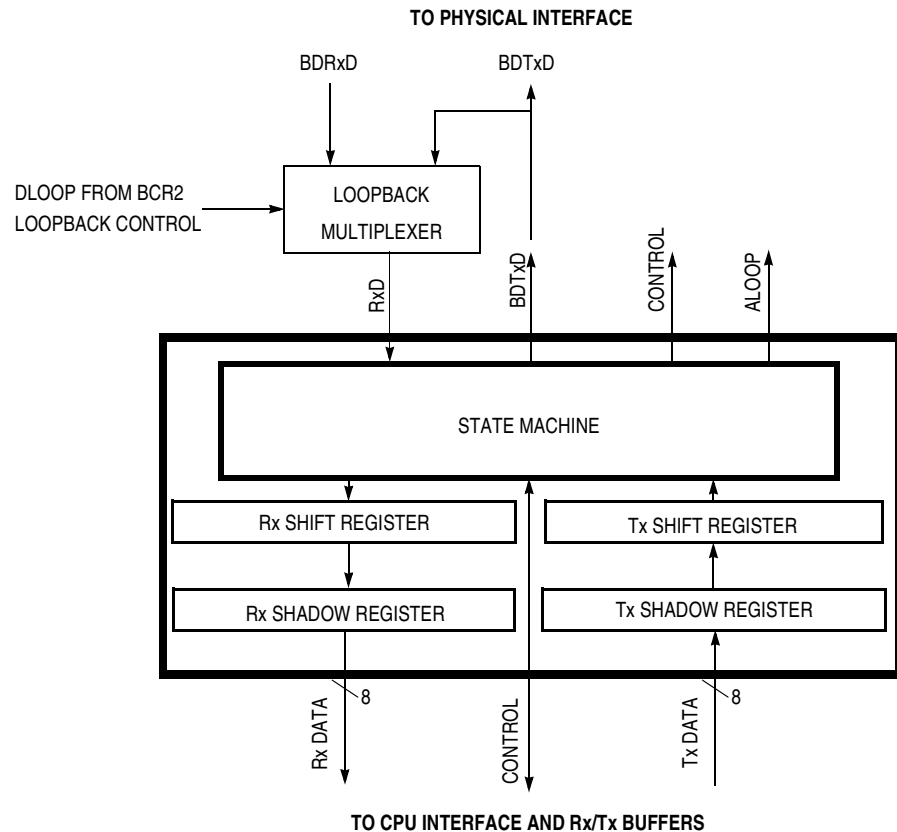 TO PHYSICAL INTERFACE
BDRxD
BDTxD
DLOOP FROM BCR2
LOOPBACK CONTROL
LOOPBACK
MULTIPLEXER
RxD
BDTxD
CONTROL
ALOOP
STATE MACHINE
Rx SHIFT REGISTER
Tx SHIFT REGISTER
Rx SHADOW REGISTER
Tx SHADOW REGISTER
8
8
Rx DATA
CONTROL
Tx DATA
TO CPU INTERFACE AND Rx/Tx BUFFERS